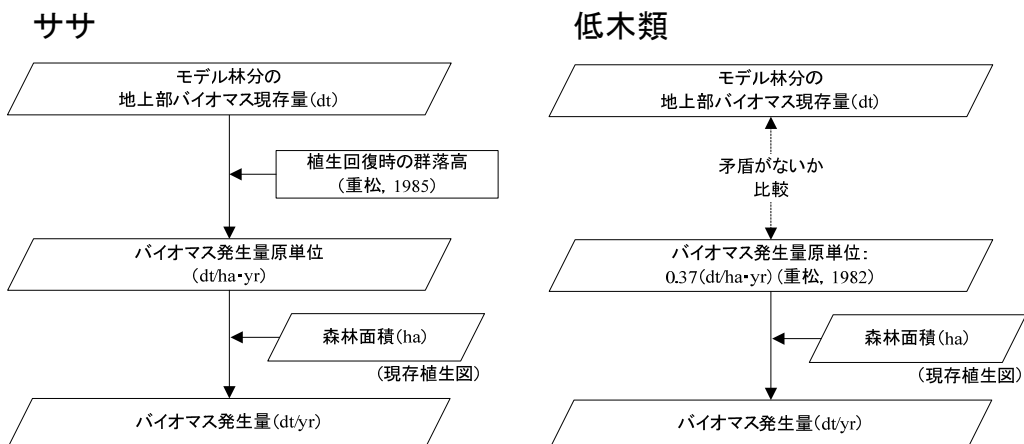 ササ
モデル林分の
地上部バイオマス現存量(dt)
植生回復時の群落高
(重松, 1985)
バイオマス発生量原単位
(dt/ha・yr)
森林面積(ha)
(現存植生図)
バイオマス発生量(dt/yr)
低木類
モデル林分の
地上部バイオマス現存量(dt)
矛盾がないか
比較
バイオマス発生量原単位:
0.37(dt/ha・yr)(重松, 1982)
森林面積(ha)
(現存植生図)
バイオマス発生量(dt/yr)